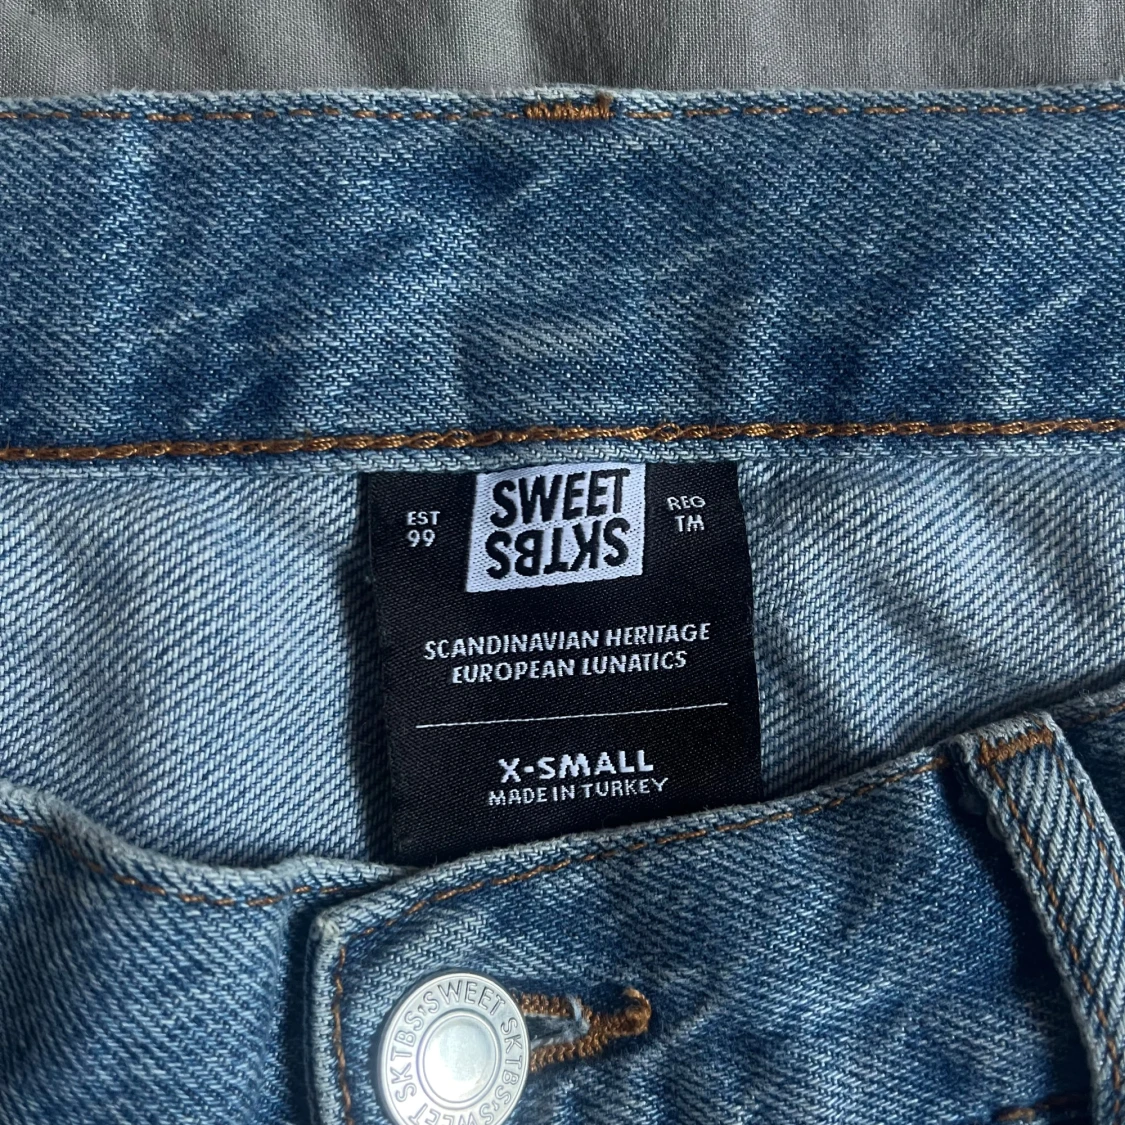 SWEET
SKTBS
EST
99
REG
TM
SCANDINAVIAN HERITAGE
EUROPEAN LUNATICS
X-SMALL
MADE IN TURKEY
SWEET SKTBS SWEET SKTBS